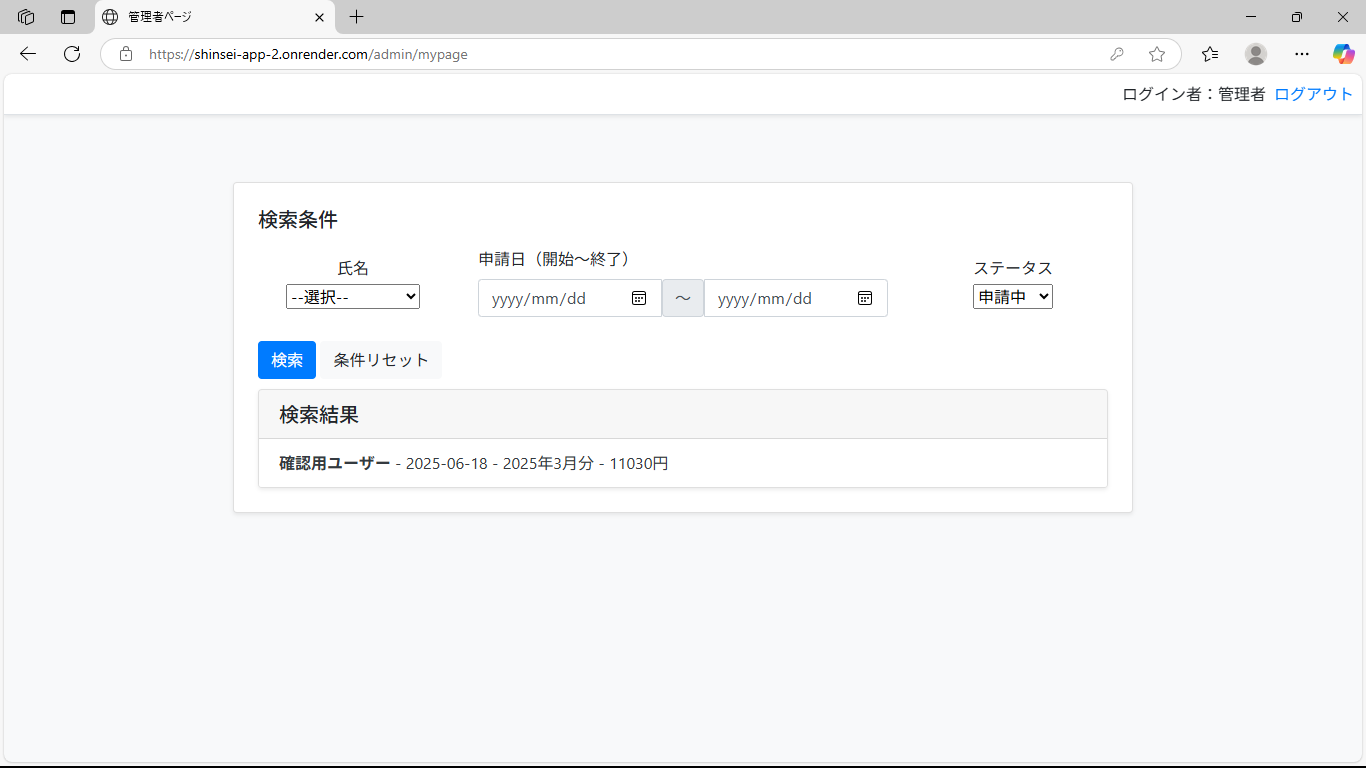 管理者ページ
https://shinsei-app-2.onrender.com/admin/mypage
ログイン者：管理者 ログアウト
検索条件
氏名
--選択--
申請日（開始～終了）
yyyy/mm/dd ～ yyyy/mm/dd
ステータス
申請中
検索 条件リセット
検索結果
確認用ユーザー - 2025-06-18 - 2025年3月分 - 11030円